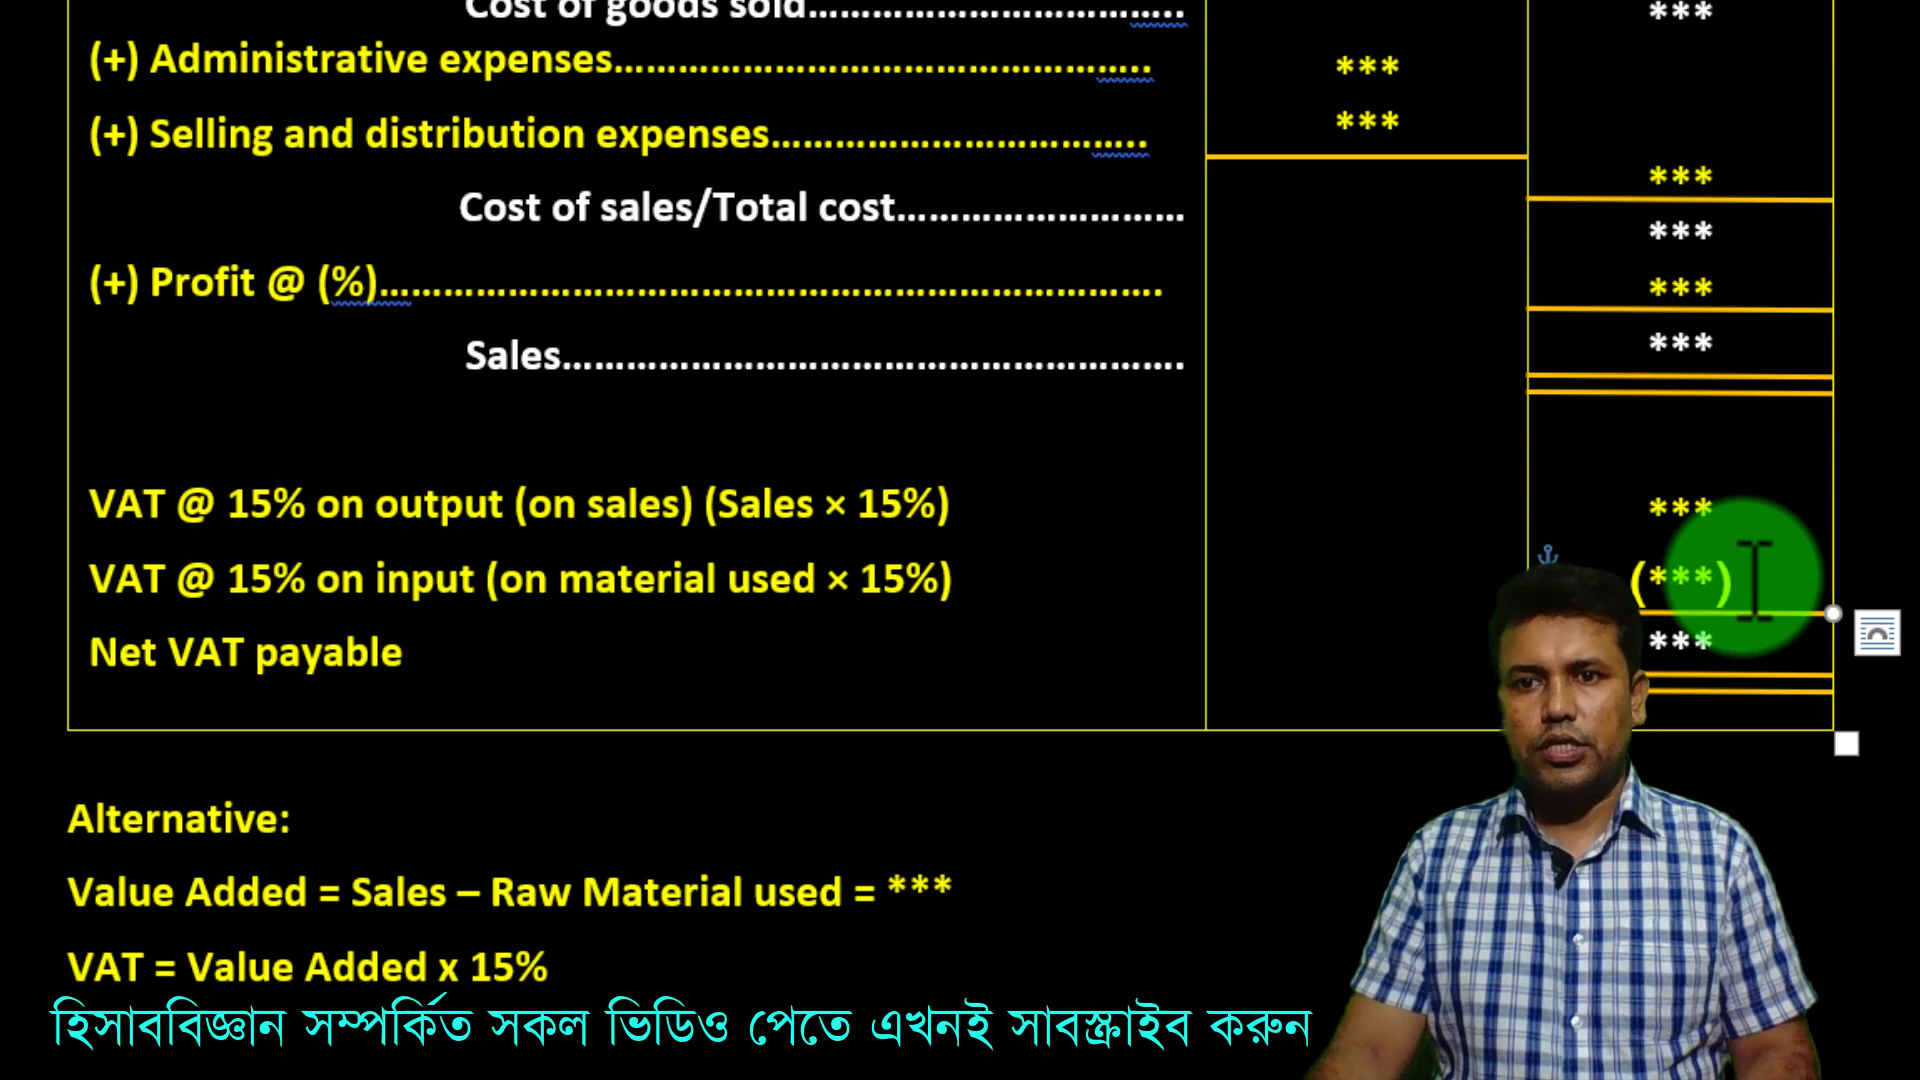 Cost of goods sold....................................... ***
(+) Administrative expenses....................................................... ***
(+) Selling and distribution expenses......................................... ***
***
Cost of sales/Total cost.............................. ***
(+) Profit @ (%).................................................................................. ***
Sales................................................................. ***
VAT @ 15% on output (on sales) (Sales × 15%) ***
VAT @ 15% on input (on material used × 15%) (***)
Net VAT payable ***
Alternative:
Value Added = Sales – Raw Material used = ***
VAT = Value Added x 15%
হিসাববিজ্ঞান সম্পর্কিত সকল ভিডিও পেতে এখনই সাবস্ক্রাইব করুন